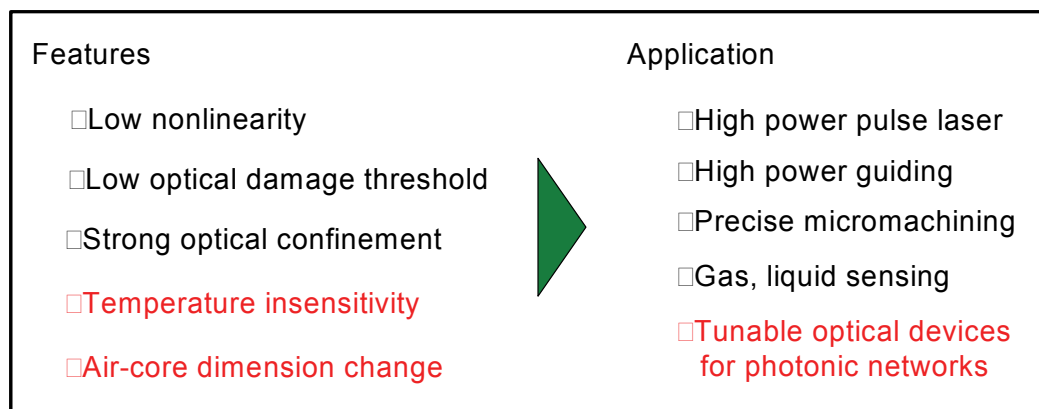 Features
□Low nonlinearity
□Low optical damage threshold
□Strong optical confinement
□Temperature insensitivity
□Air-core dimension change
Application
□High power pulse laser
□High power guiding
□Precise micromachining
□Gas, liquid sensing
□Tunable optical devices
for photonic networks